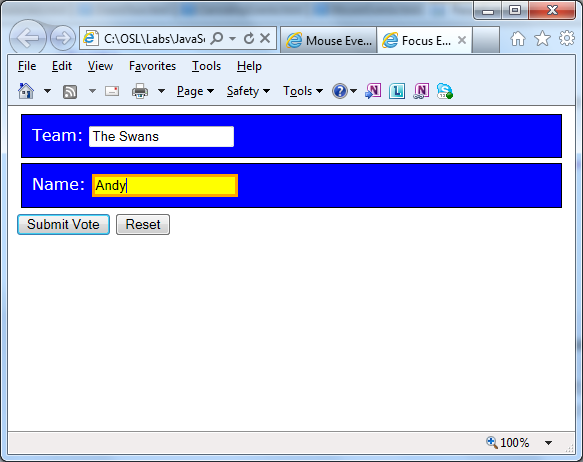 C:\OSL\Labs\JavaSc
Mouse Eve...
Focus E...
File Edit View Favorites Tools Help
Page Safety Tools
Team: The Swans
Name: Andy
Submit Vote Reset
100%